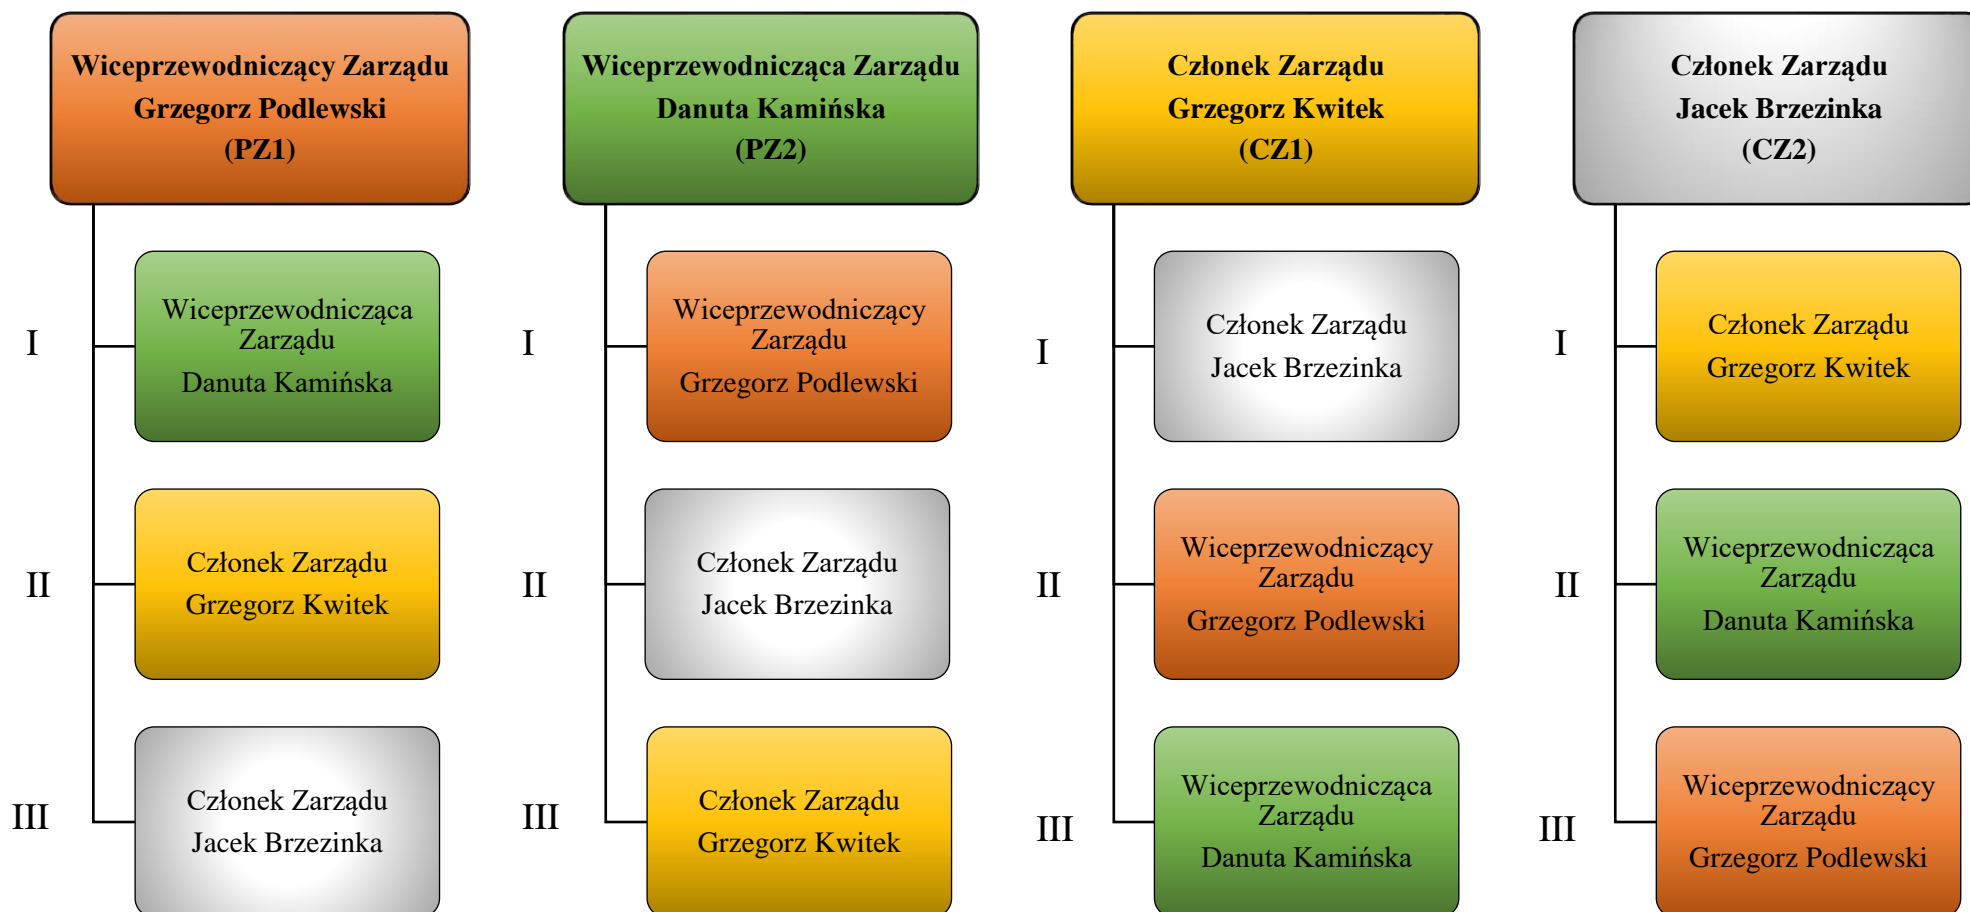 Wiceprzewodniczący Zarządu
Grzegorz Podlewski
(PZ1)
I
Wiceprzewodnicząca
Zarządu
Danuta Kamińska
II
Członek Zarządu
Grzegorz Kwitek
III
Członek Zarządu
Jacek Brzezinka
Wiceprzewodnicząca Zarządu
Danuta Kamińska
(PZ2)
I
Wiceprzewodniczący
Zarządu
Grzegorz Podlewski
II
Członek Zarządu
Jacek Brzezinka
III
Członek Zarządu
Grzegorz Kwitek
Członek Zarządu
Grzegorz Kwitek
(CZ1)
I
Członek Zarządu
Jacek Brzezinka
II
Wiceprzewodniczący
Zarządu
Grzegorz Podlewski
III
Wiceprzewodnicząca
Zarządu
Danuta Kamińska
Członek Zarządu
Jacek Brzezinka
(CZ2)
I
Członek Zarządu
Grzegorz Kwitek
II
Wiceprzewodnicząca
Zarządu
Danuta Kamińska
III
Wiceprzewodniczący
Zarządu
Grzegorz Podlewski